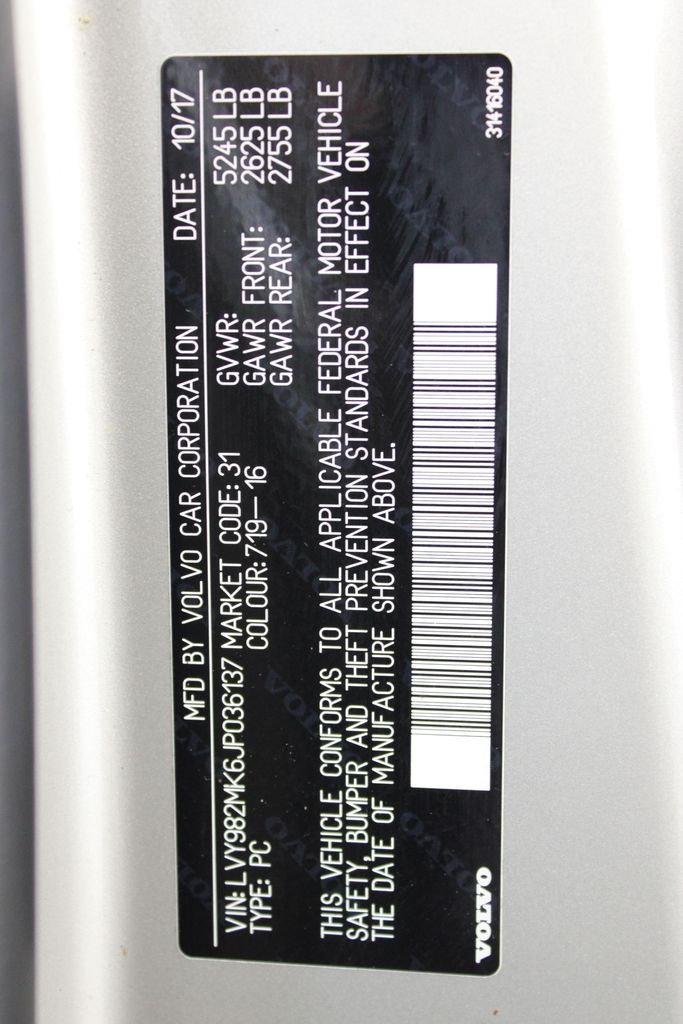 MFD BY VOLVO CAR CORPORATION DATE: 10/17
VIN: LVY982MK6JP036137 MARKET CODE: 31 GVWR: 5245 LB
TYPE: PC COLOUR: 719-16 GAWR FRONT: 2625 LB
GAWR REAR: 2755 LB
THIS VEHICLE CONFORMS TO ALL APPLICABLE FEDERAL MOTOR VEHICLE
SAFETY, BUMPER AND THEFT PREVENTION STANDARDS IN EFFECT ON
THE DATE OF MANUFACTURE SHOWN ABOVE.
VOLVO 31416040